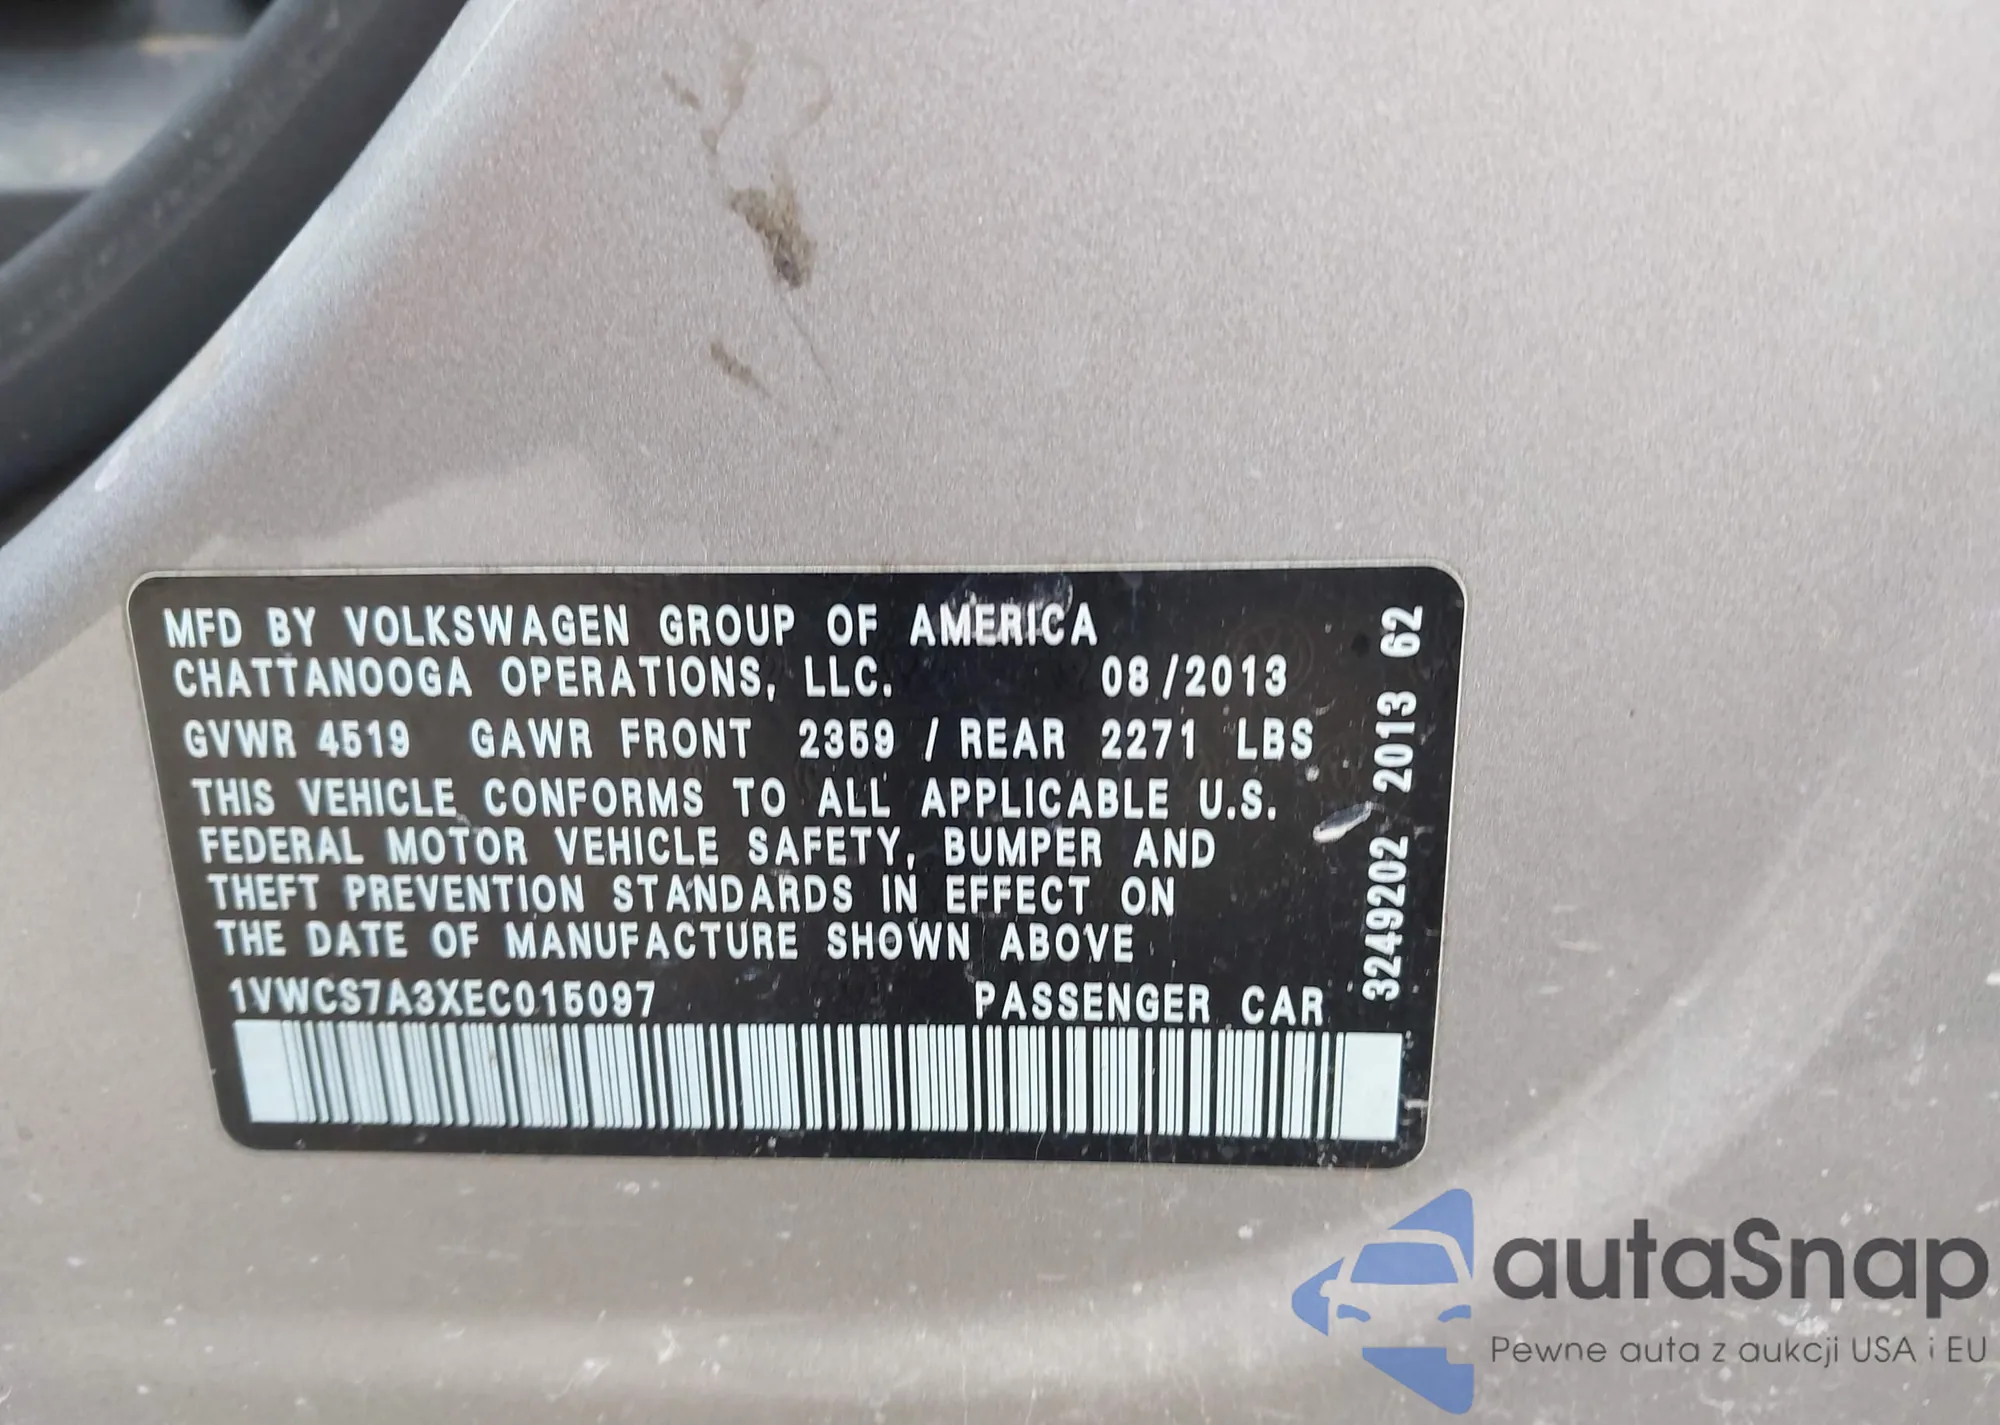 MFD BY VOLKSWAGEN GROUP OF AMERICA
CHATTANOOGA OPERATIONS, LLC. 08/2013
GVWR 4519 GAWR FRONT 2359 / REAR 2271 LBS
THIS VEHICLE CONFORMS TO ALL APPLICABLE U.S.
FEDERAL MOTOR VEHICLE SAFETY, BUMPER AND
THEFT PREVENTION STANDARDS IN EFFECT ON
THE DATE OF MANUFACTURE SHOWN ABOVE
1VWCS7A3XEC015097 PASSENGER CAR
3249202 2013 62
autaSnap
Pewne auta z aukcji USA i EU